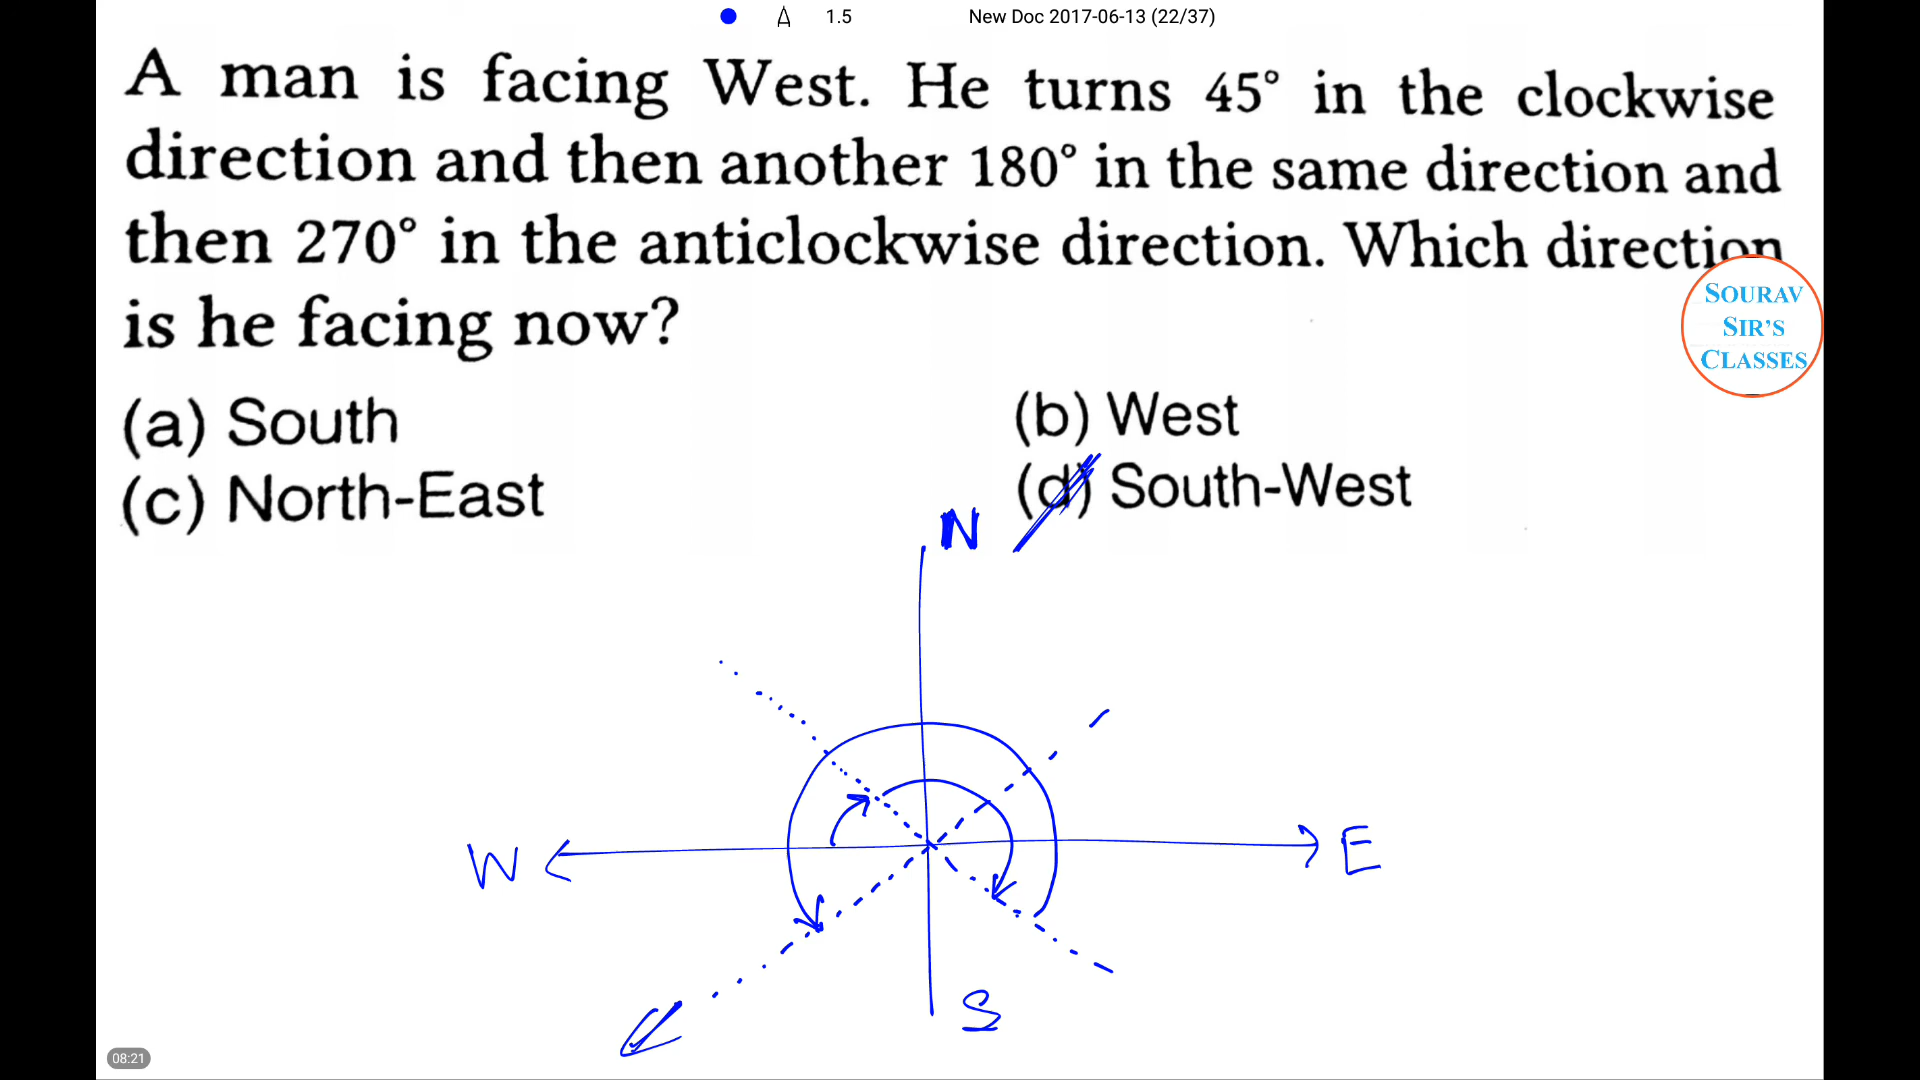 1.5 New Doc 2017-06-13 (22/37)
A man is facing West. He turns 45° in the clockwise
direction and then another 180° in the same direction and
then 270° in the anticlockwise direction. Which direction
is he facing now?
SOURAV
SIR'S
CLASSES
(a) South (b) West
(c) North-East (d) South-West
N
W E
S
08:21